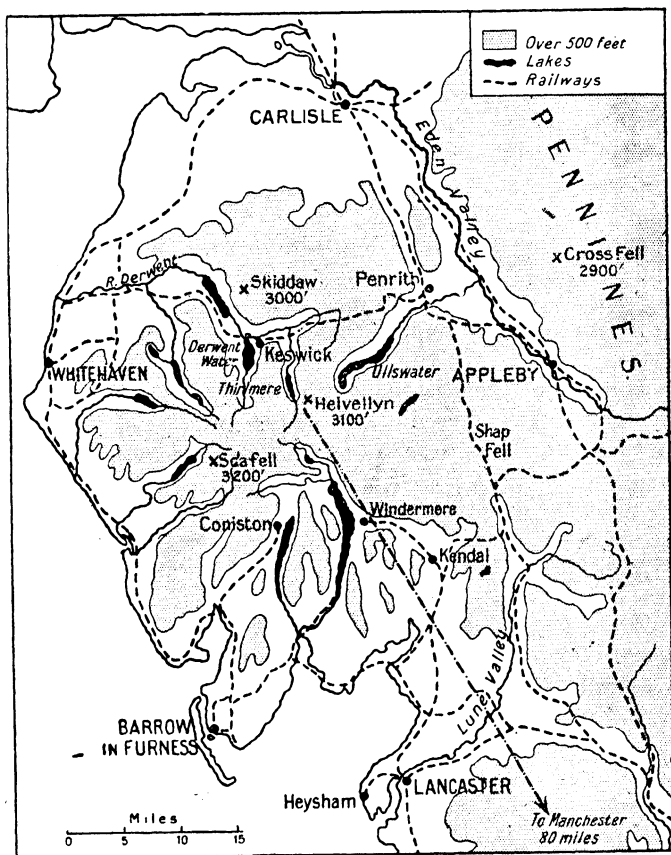 Over 500 feet
Lakes
Railways
CARLISLE
Eden Valley
PENNINES
Cross Fell
2900'
R. Derwent
Skiddaw
3000'
Penrith
Derwent
Water
Keswick
WHITEHAVEN
Thirlmere
Ullswater
APPLEBY
Helvellyn
3100'
Shap
Fell
Scafell
3200'
Windermere
Coniston
Kendal
Lune Valley
BARROW
IN FURNESS
LANCASTER
Heysham
Miles
0 5 10 15
To Manchester
80 miles